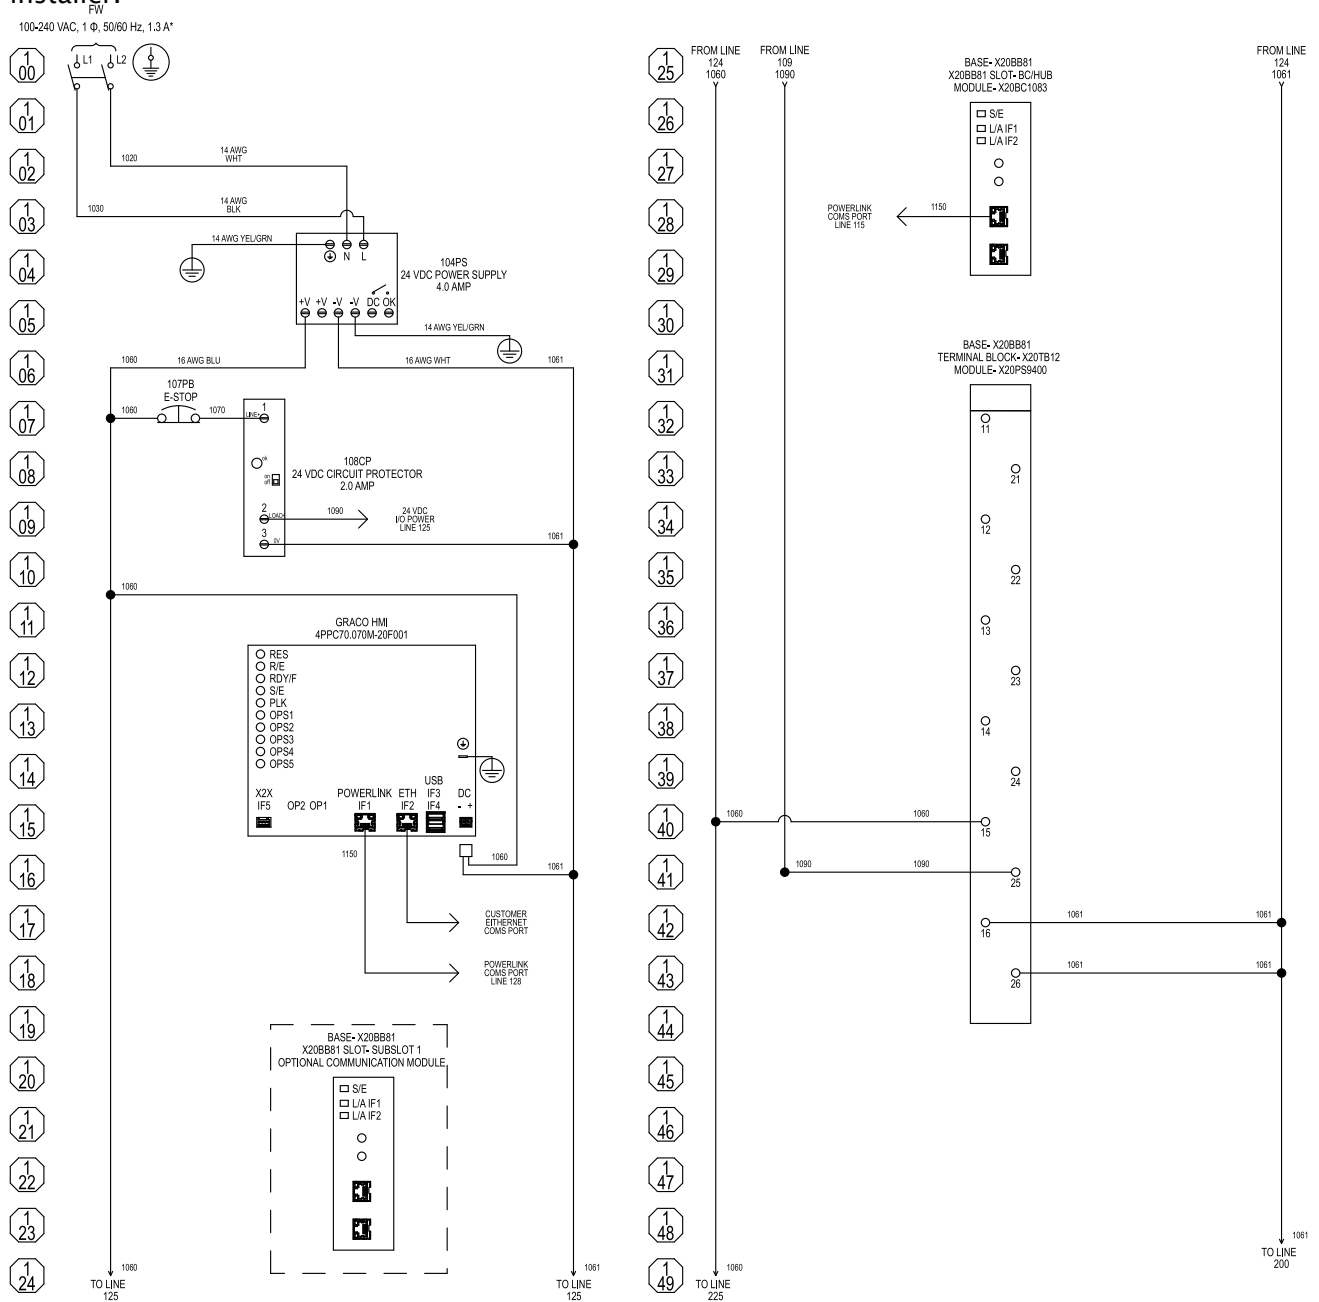 installer.
FW
100-240 VAC, 1 Φ, 50/60 Hz, 1.3 A*
L1
L2
1
00
1
01
1
02
1
03
1
04
1
05
1
06
1
07
1
08
1
09
1
10
1
11
1
12
1
13
1
14
1
15
1
16
1
17
1
18
1
19
1
20
1
21
1
22
1
23
1
24
1020
14 AWG
WHT
1030
14 AWG
BLK
14 AWG YEL/GRN
N
L
104PS
24 VDC POWER SUPPLY
4.0 AMP
+V +V -V -V DC OK
14 AWG YEL/GRN
1060
16 AWG BLU
16 AWG WHT
1061
107PB
E-STOP
1060
1070
1
LINE+
ok
on
off
108CP
24 VDC CIRCUIT PROTECTOR
2.0 AMP
2
LOAD+
1090
24 VDC
I/O POWER
LINE 125
3
0V
1061
1060
GRACO HMI
4PPC70.070M-20F001
RES
R/E
RDY/F
S/E
PLK
OPS1
OPS2
OPS3
OPS4
OPS5
X2X
IF5
OP2 OP1
POWERLINK
IF1
ETH
IF2
USB
IF3
IF4
DC
- +
1150
1060
1061
CUSTOMER
EITHERNET
COMS PORT
POWERLINK
COMS PORT
LINE 128
BASE- X20BB81
X20BB81 SLOT- SUBSLOT 1
OPTIONAL COMMUNICATION MODULE
S/E
L/A IF1
L/A IF2
1060
TO LINE
125
1061
TO LINE
125
1
25
1
26
1
27
1
28
1
29
1
30
1
31
1
32
1
33
1
34
1
35
1
36
1
37
1
38
1
39
1
40
1
41
1
42
1
43
1
44
1
45
1
46
1
47
1
48
1
49
FROM LINE
124
1060
FROM LINE
109
1090
BASE- X20BB81
X20BB81 SLOT- BC/HUB
MODULE- X20BC1083
FROM LINE
124
1061
S/E
L/A IF1
L/A IF2
POWERLINK
COMS PORT
LINE 115
1150
BASE- X20BB81
TERMINAL BLOCK- X20TB12
MODULE- X20PS9400
11
21
12
22
13
23
14
24
1060
1060
15
1090
1090
25
16
1061
1061
26
1061
1061
1060
TO LINE
225
1061
TO LINE
200